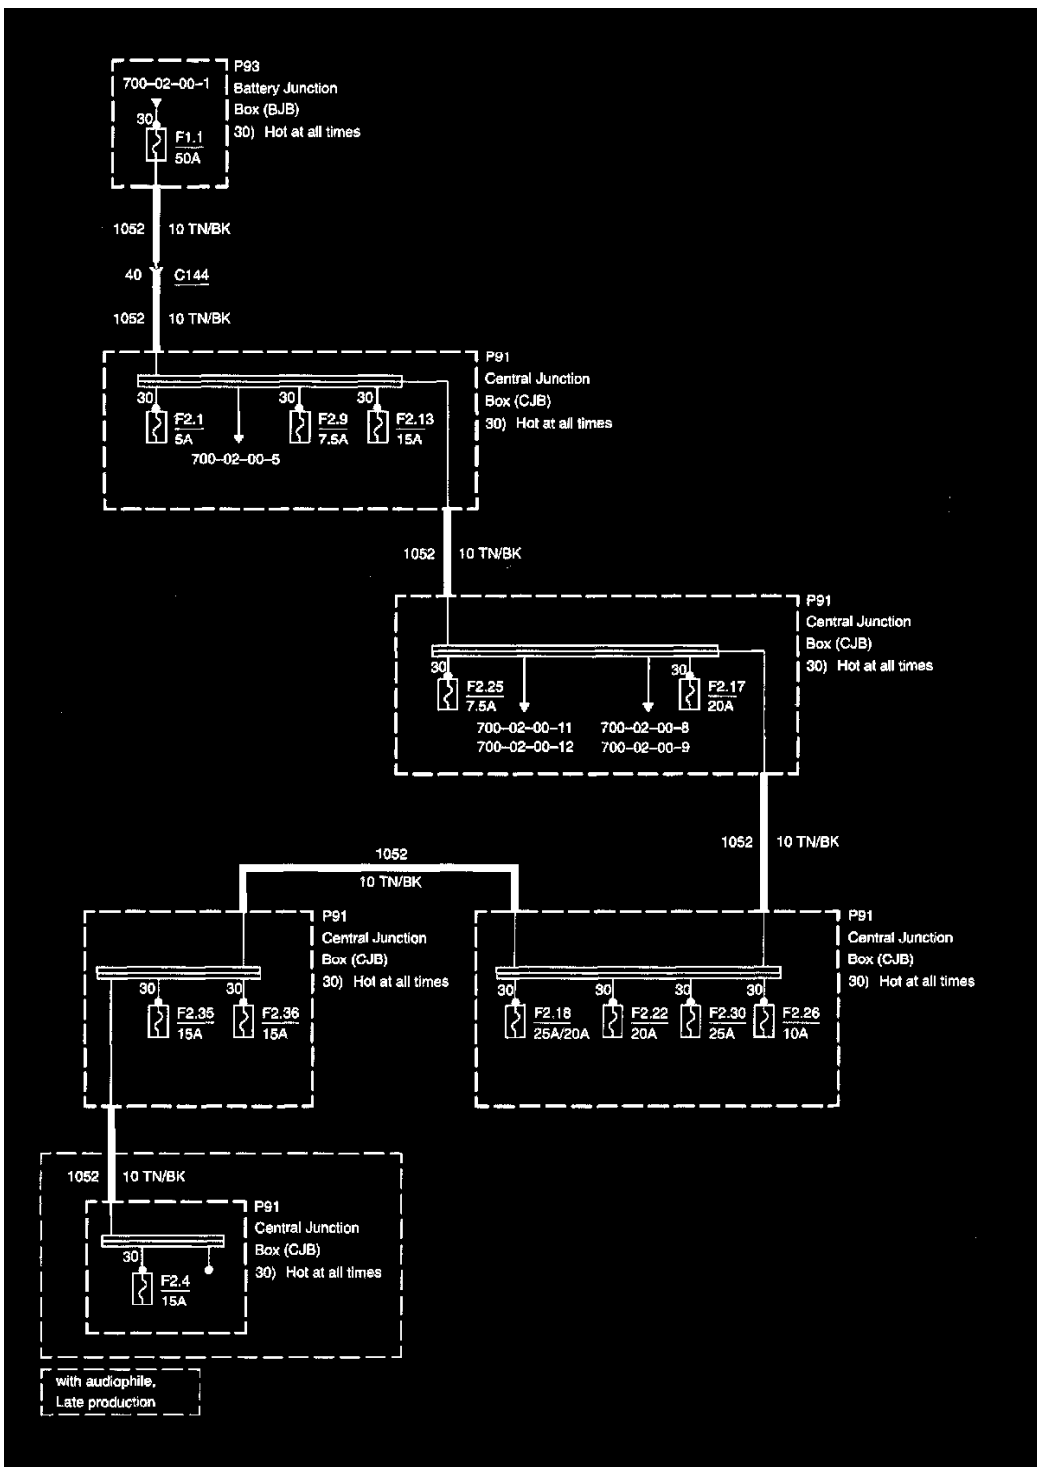 P93
700-02-00-1
Battery Junction
Box (BJB)
30
30) Hot at all times
F1.1
50A
1052
10 TN/BK
40
C144
1052
10 TN/BK
P91
Central Junction
Box (CJB)
30) Hot at all times
30
30
30
F2.1
5A
F2.9
7.5A
F2.13
15A
700-02-00-5
1052
10 TN/BK
P91
Central Junction
Box (CJB)
30) Hot at all times
30
30
F2.25
7.5A
F2.17
20A
700-02-00-11
700-02-00-12
700-02-00-8
700-02-00-9
1052
10 TN/BK
1052
10 TN/BK
P91
Central Junction
Box (CJB)
30) Hot at all times
30
30
F2.35
15A
F2.36
15A
P91
Central Junction
Box (CJB)
30) Hot at all times
30
30
30
30
F2.18
25A/20A
F2.22
20A
F2.30
25A
F2.26
10A
1052
10 TN/BK
P91
Central Junction
Box (CJB)
30) Hot at all times
30
F2.4
15A
with audiophile,
Late production